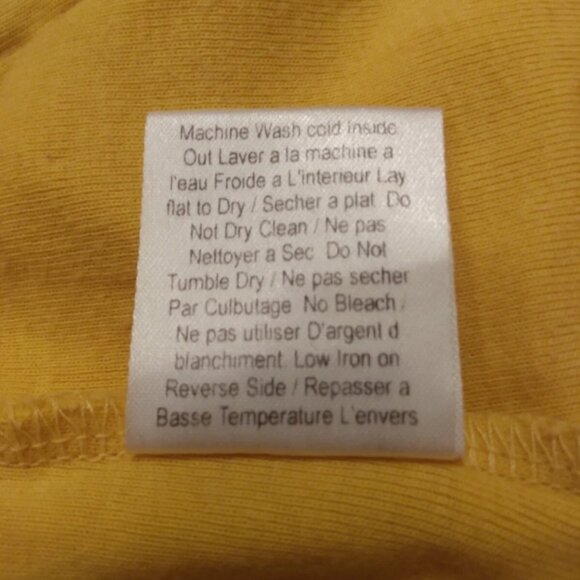 Machine Wash cold Inside
Out Laver a la machine a
l'eau Froide a L'interieur Lay
flat to Dry / Secher a plat Do
Not Dry Clean / Ne pas
Nettoyer a Sec Do Not
Tumble Dry / Ne pas secher
Par Culbutage No Bleach /
Ne pas utiliser D'argent d
blanchiment Low Iron on
Reverse Side / Repasser a
Basse Temperature L'envers